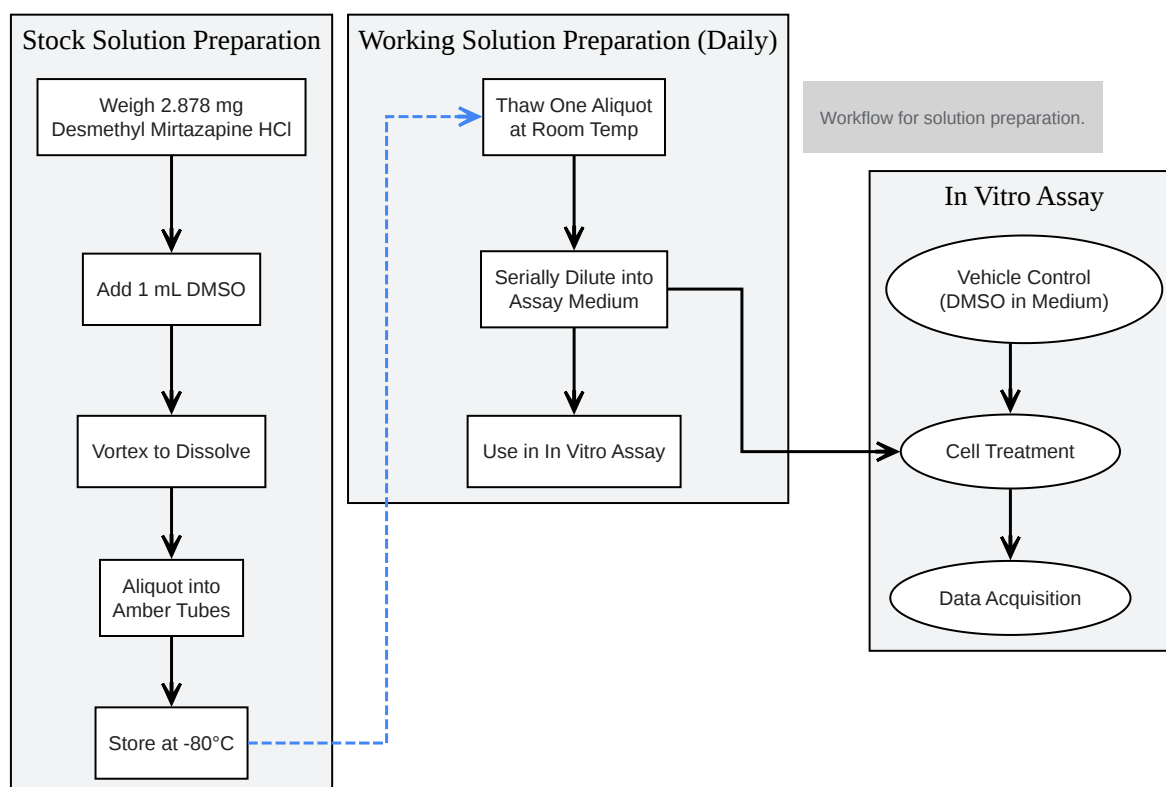 Stock Solution Preparation
Weigh 2.878 mg
Desmethyl Mirtazapine HCl
Add 1 mL DMSO
Vortex to Dissolve
Aliquot into
Amber Tubes
Store at -80°C
Working Solution Preparation (Daily)
Thaw One Aliquot
at Room Temp
Serially Dilute into
Assay Medium
Use in In Vitro Assay
Workflow for solution preparation.
In Vitro Assay
Vehicle Control
(DMSO in Medium)
Cell Treatment
Data Acquisition